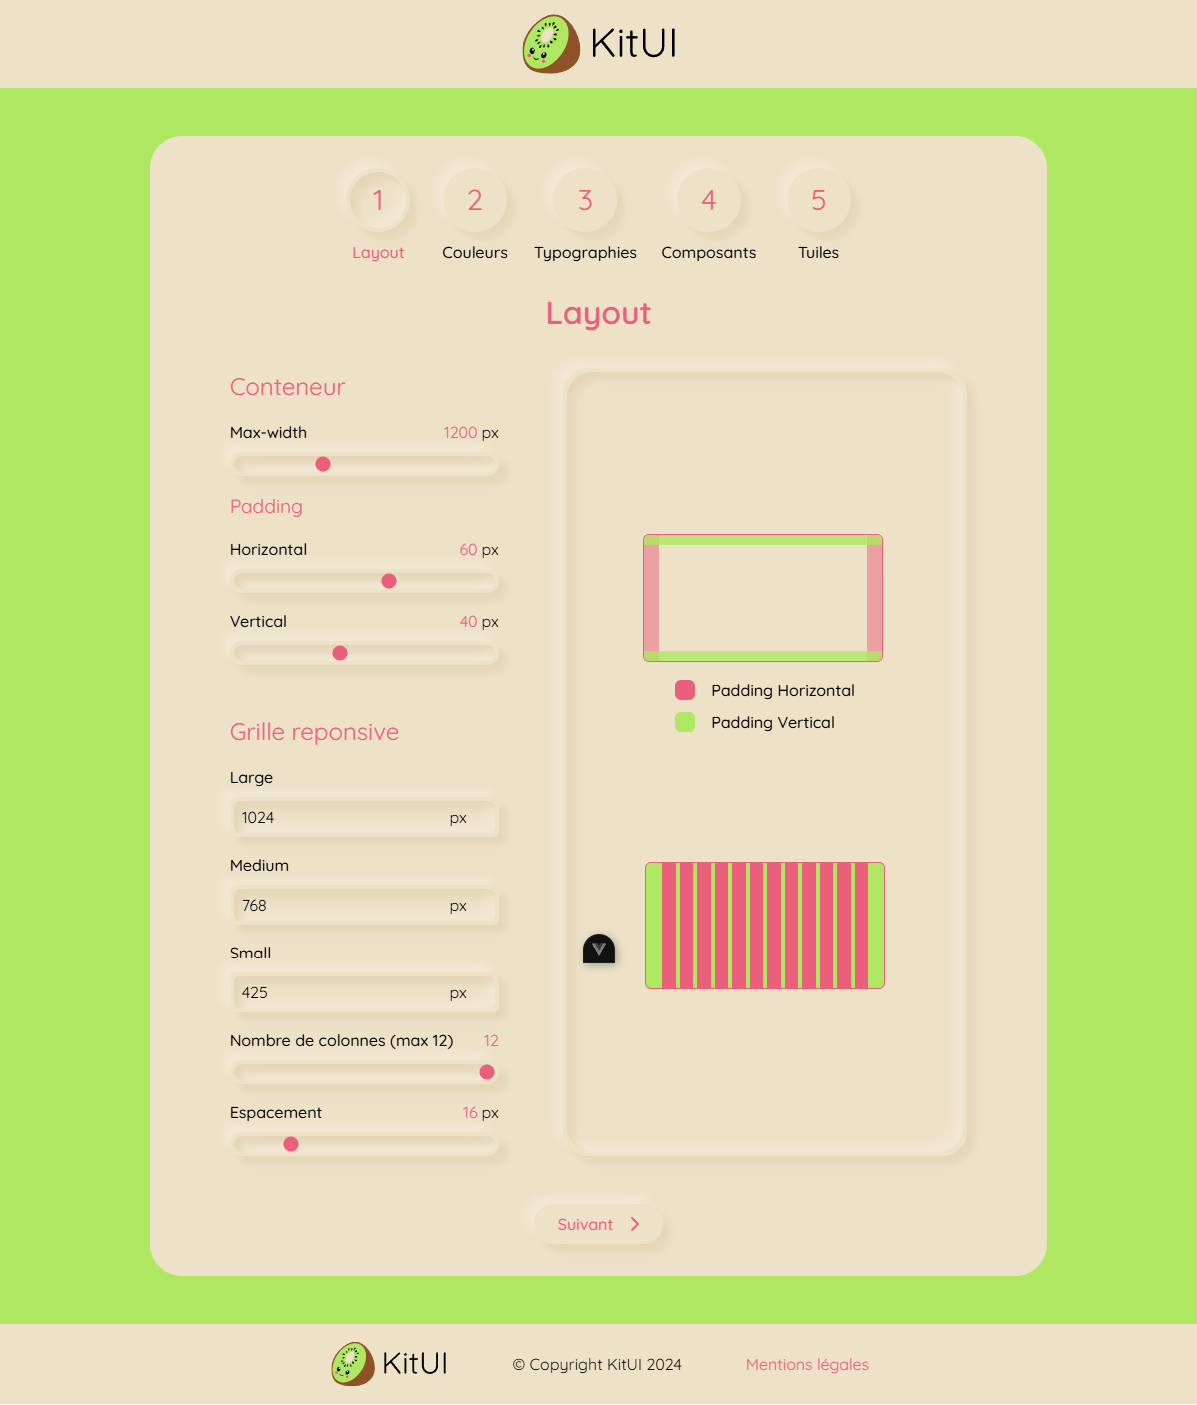 KitUI
1 2 3 4 5
Layout Couleurs Typographies Composants Tuiles
Layout
Conteneur
Max-width 1200 px
Padding
Horizontal 60 px
Vertical 40 px
Grille reponsive
Large
1024 px
Medium
768 px
Small
425 px
Nombre de colonnes (max 12) 12
Espacement 16 px
Padding Horizontal
Padding Vertical
Suivant
KitUI © Copyright KitUI 2024 Mentions légales